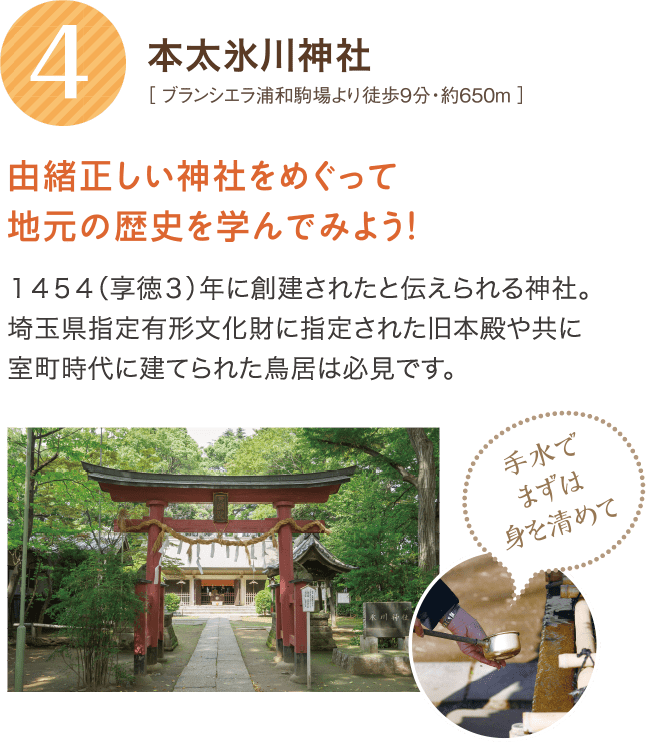 4
本太氷川神社
［ ブランシエラ浦和駒場より徒歩9分・約650m ］
由緒正しい神社をめぐって
地元の歴史を学んでみよう!
１４５４（享徳３）年に創建されたと伝えられる神社。
埼玉県指定有形文化財に指定された旧本殿や共に
室町時代に建てられた鳥居は必見です。
手水で
まずは
身を清めて
氷川神社